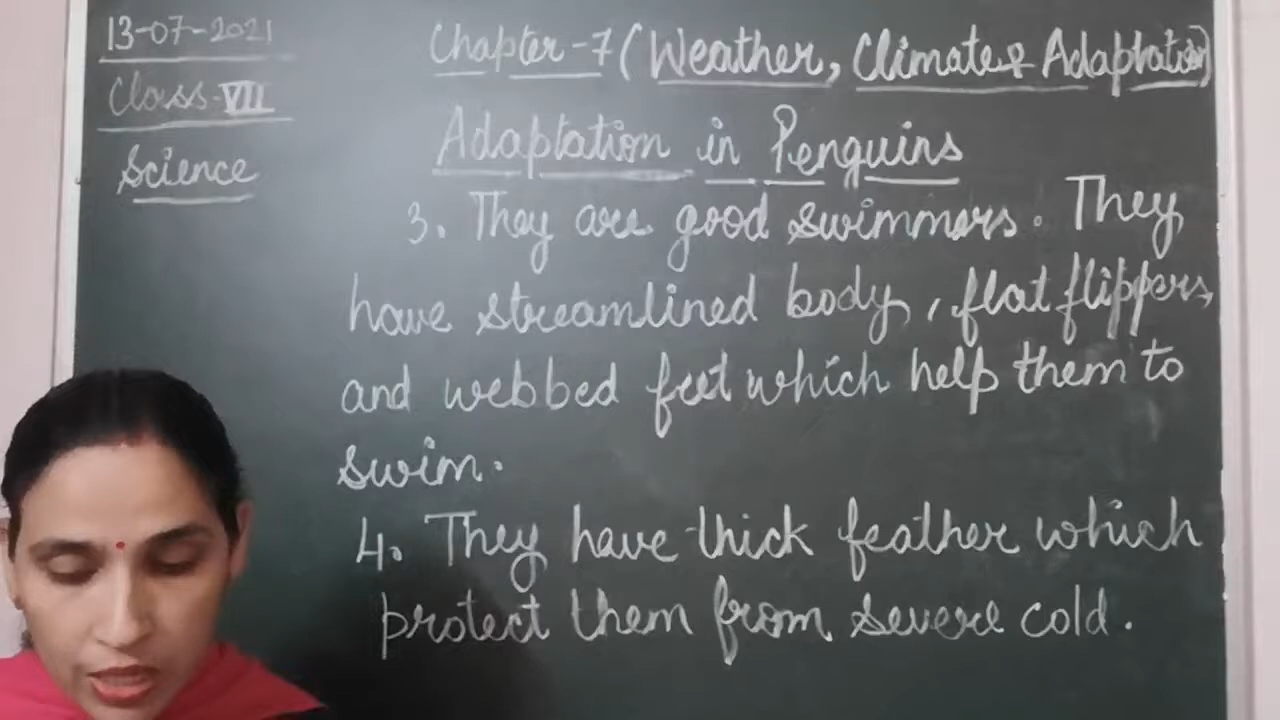 13-07-2021
Class-VII
Science
Chapter-7 (Weather, Climate & Adaptation)
Adaptation in Penguins
3. They are good swimmers. They
have streamlined body, flat flippers,
and webbed feet which help them to
swim.
4. They have thick feather which
protect them from severe cold.